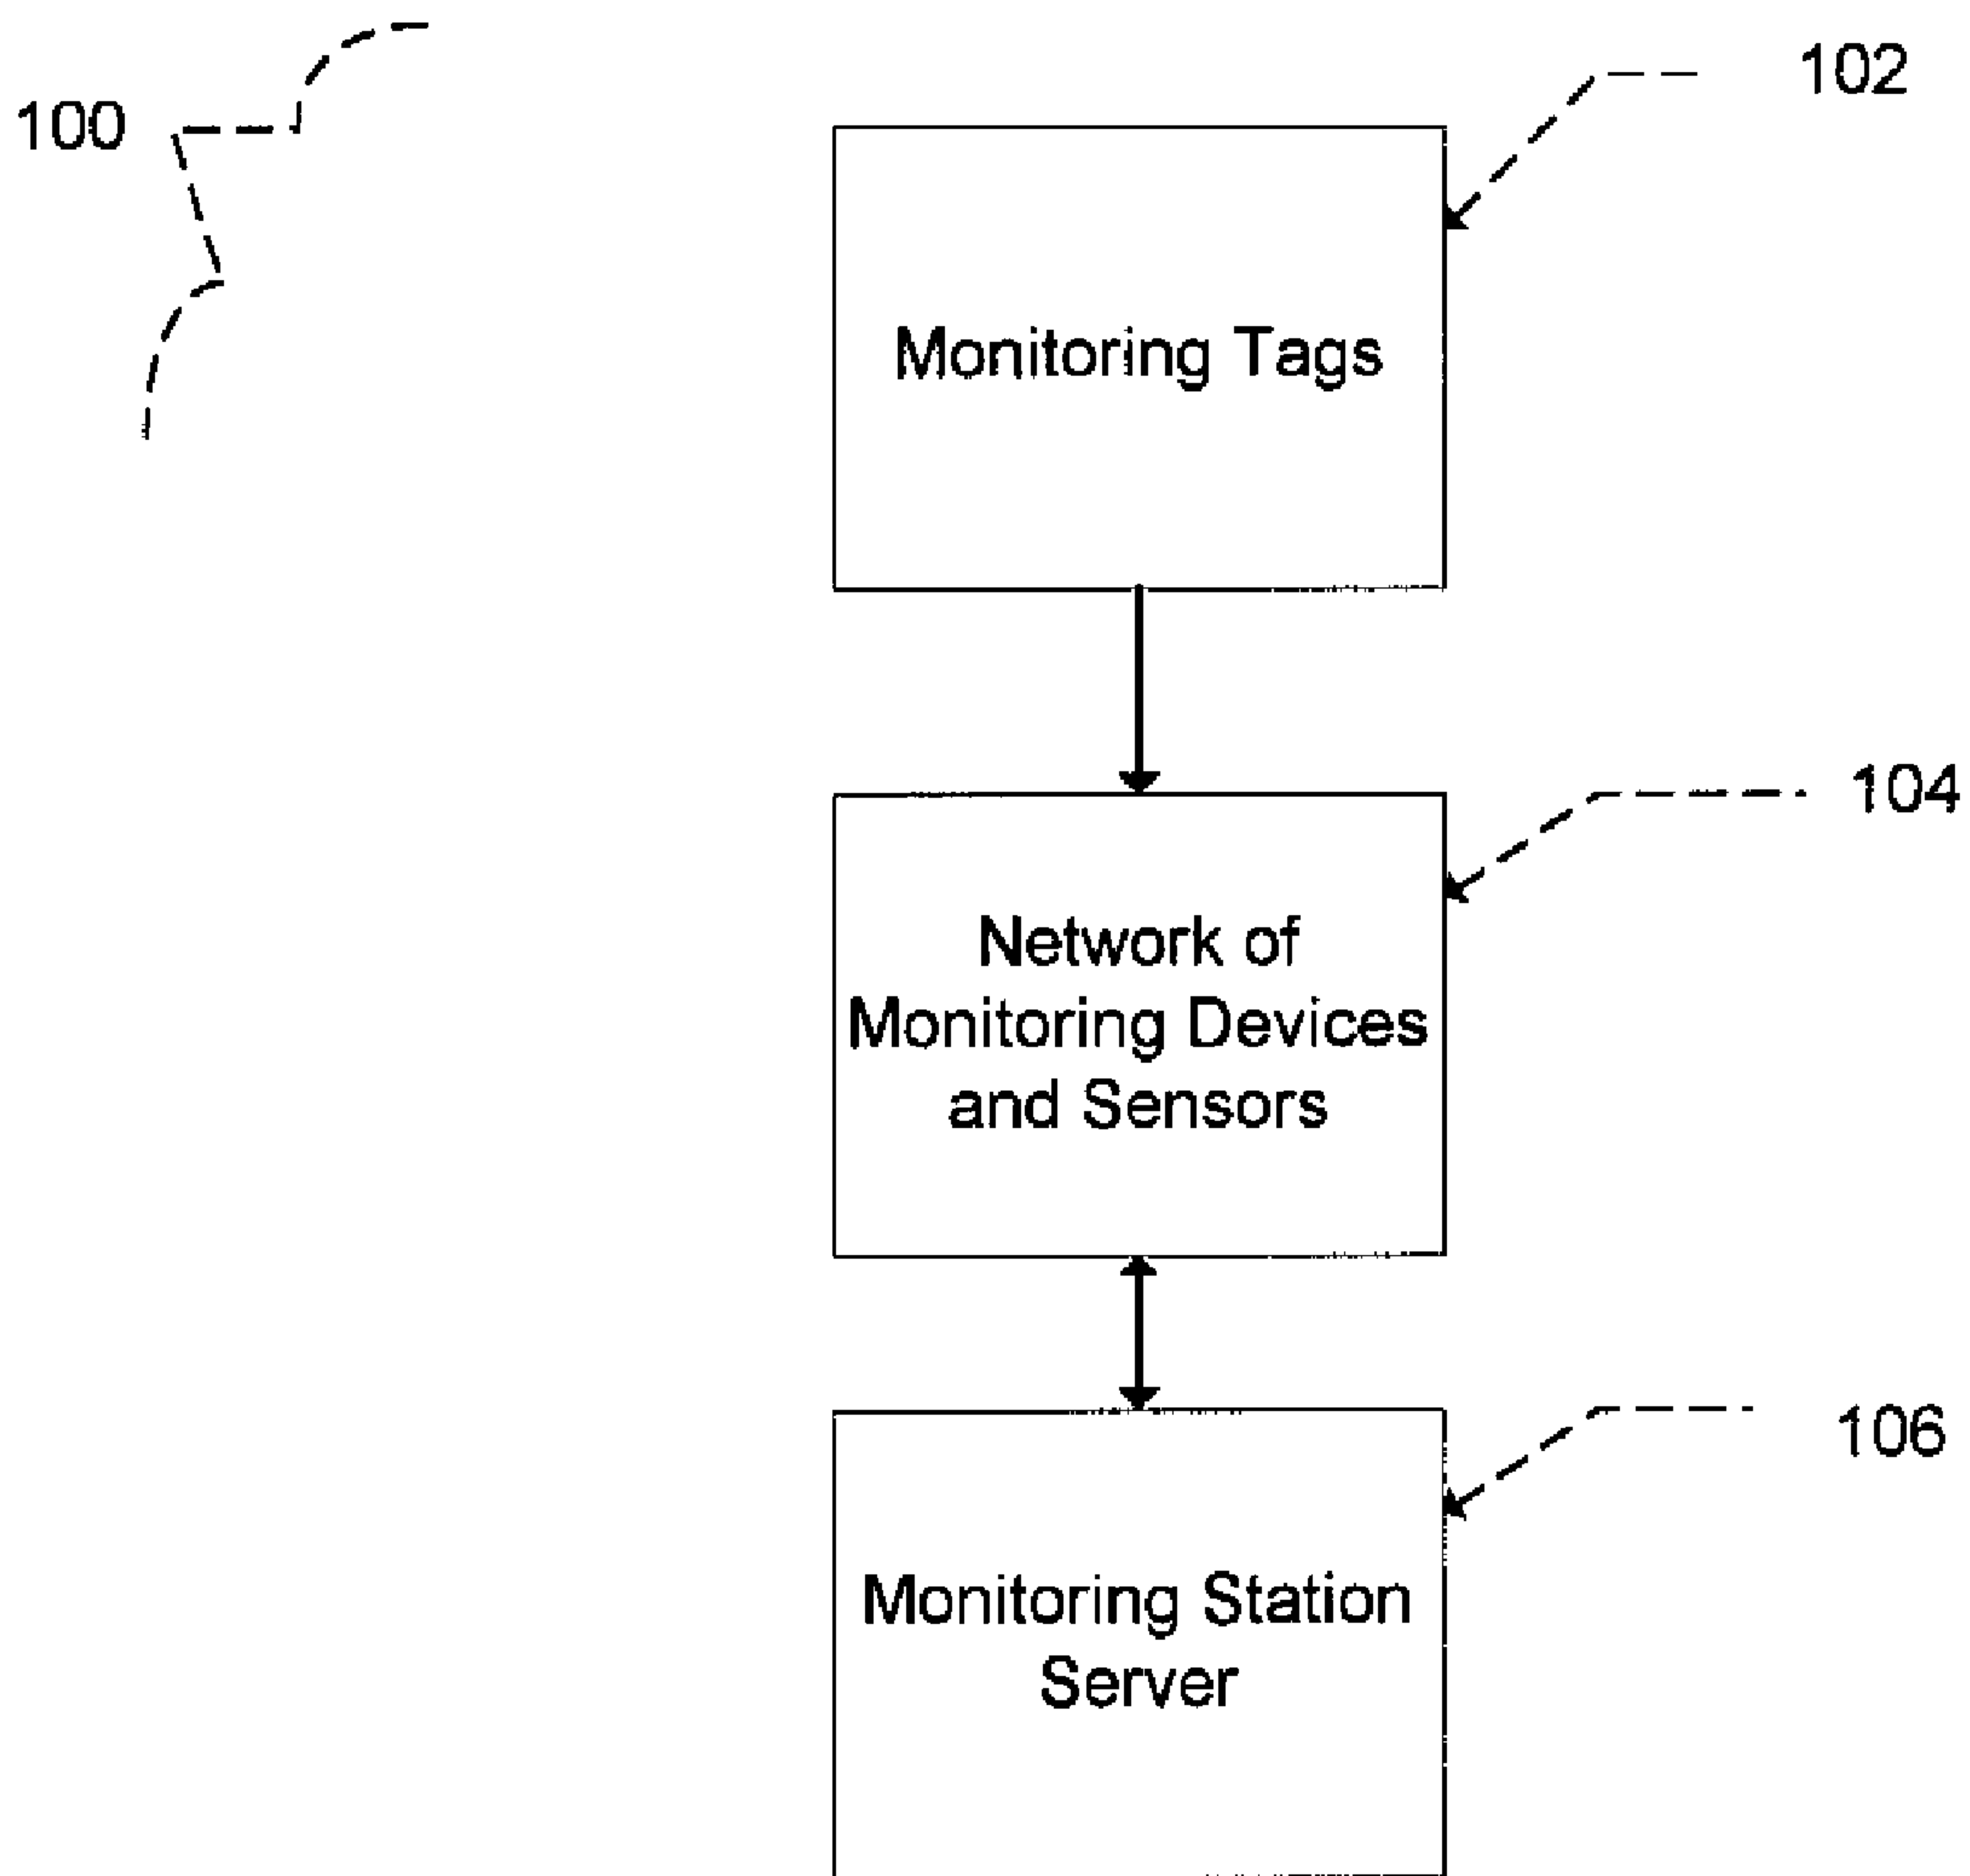 100
102
Monitoring Tags
104
Network of
Monitoring Devices
and Sensors
106
Monitoring Station
Server